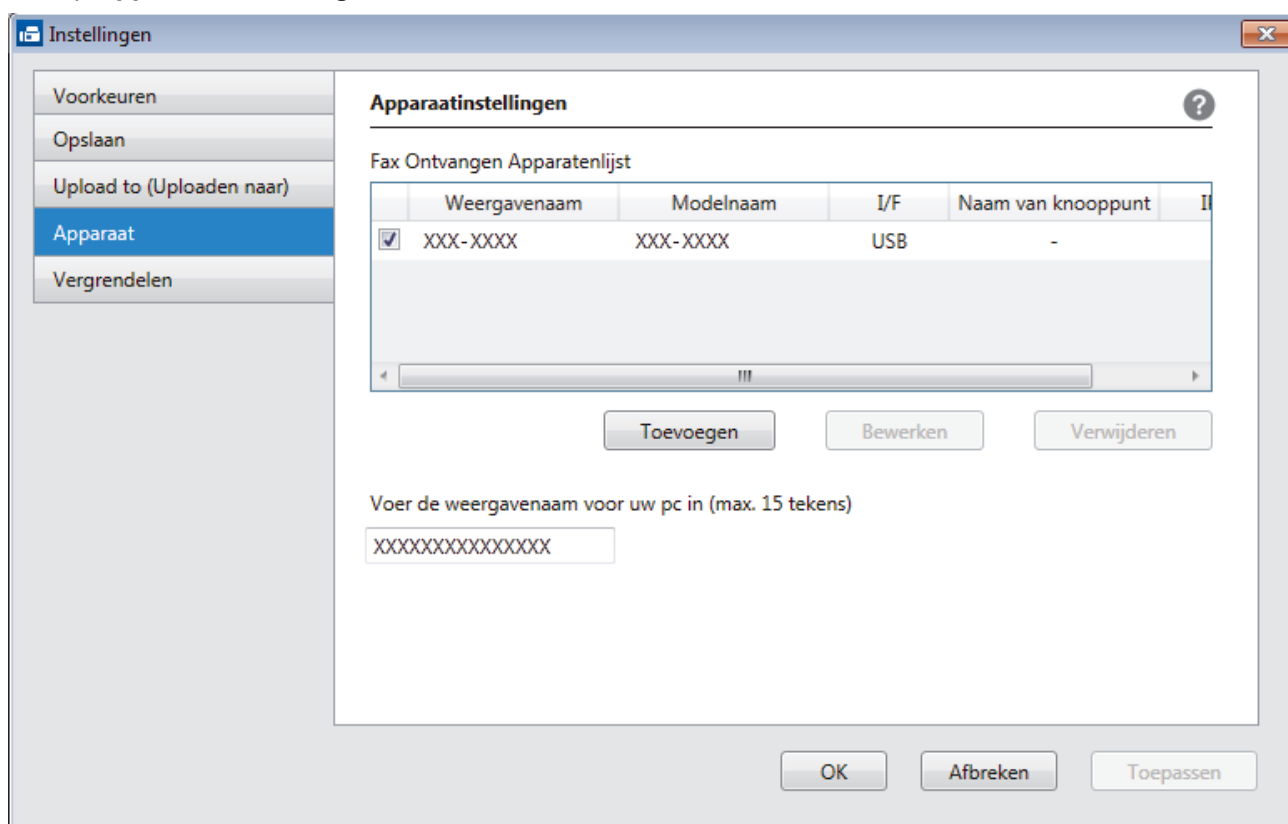 Instellingen
Voorkeuren
Opslaan
Upload to (Uploaden naar)
Apparaat
Vergrendelen
Apparaatinstellingen
?
Fax Ontvangen Apparatenlijst
Weergavenaam Modelnaam I/F Naam van knooppunt
XXX-XXXX XXX-XXXX USB -
Toevoegen Bewerken Verwijderen
Voer de weergavenaam voor uw pc in (max. 15 tekens)
XXXXXXXXXXXXXXX
OK Afbreken Toepassen